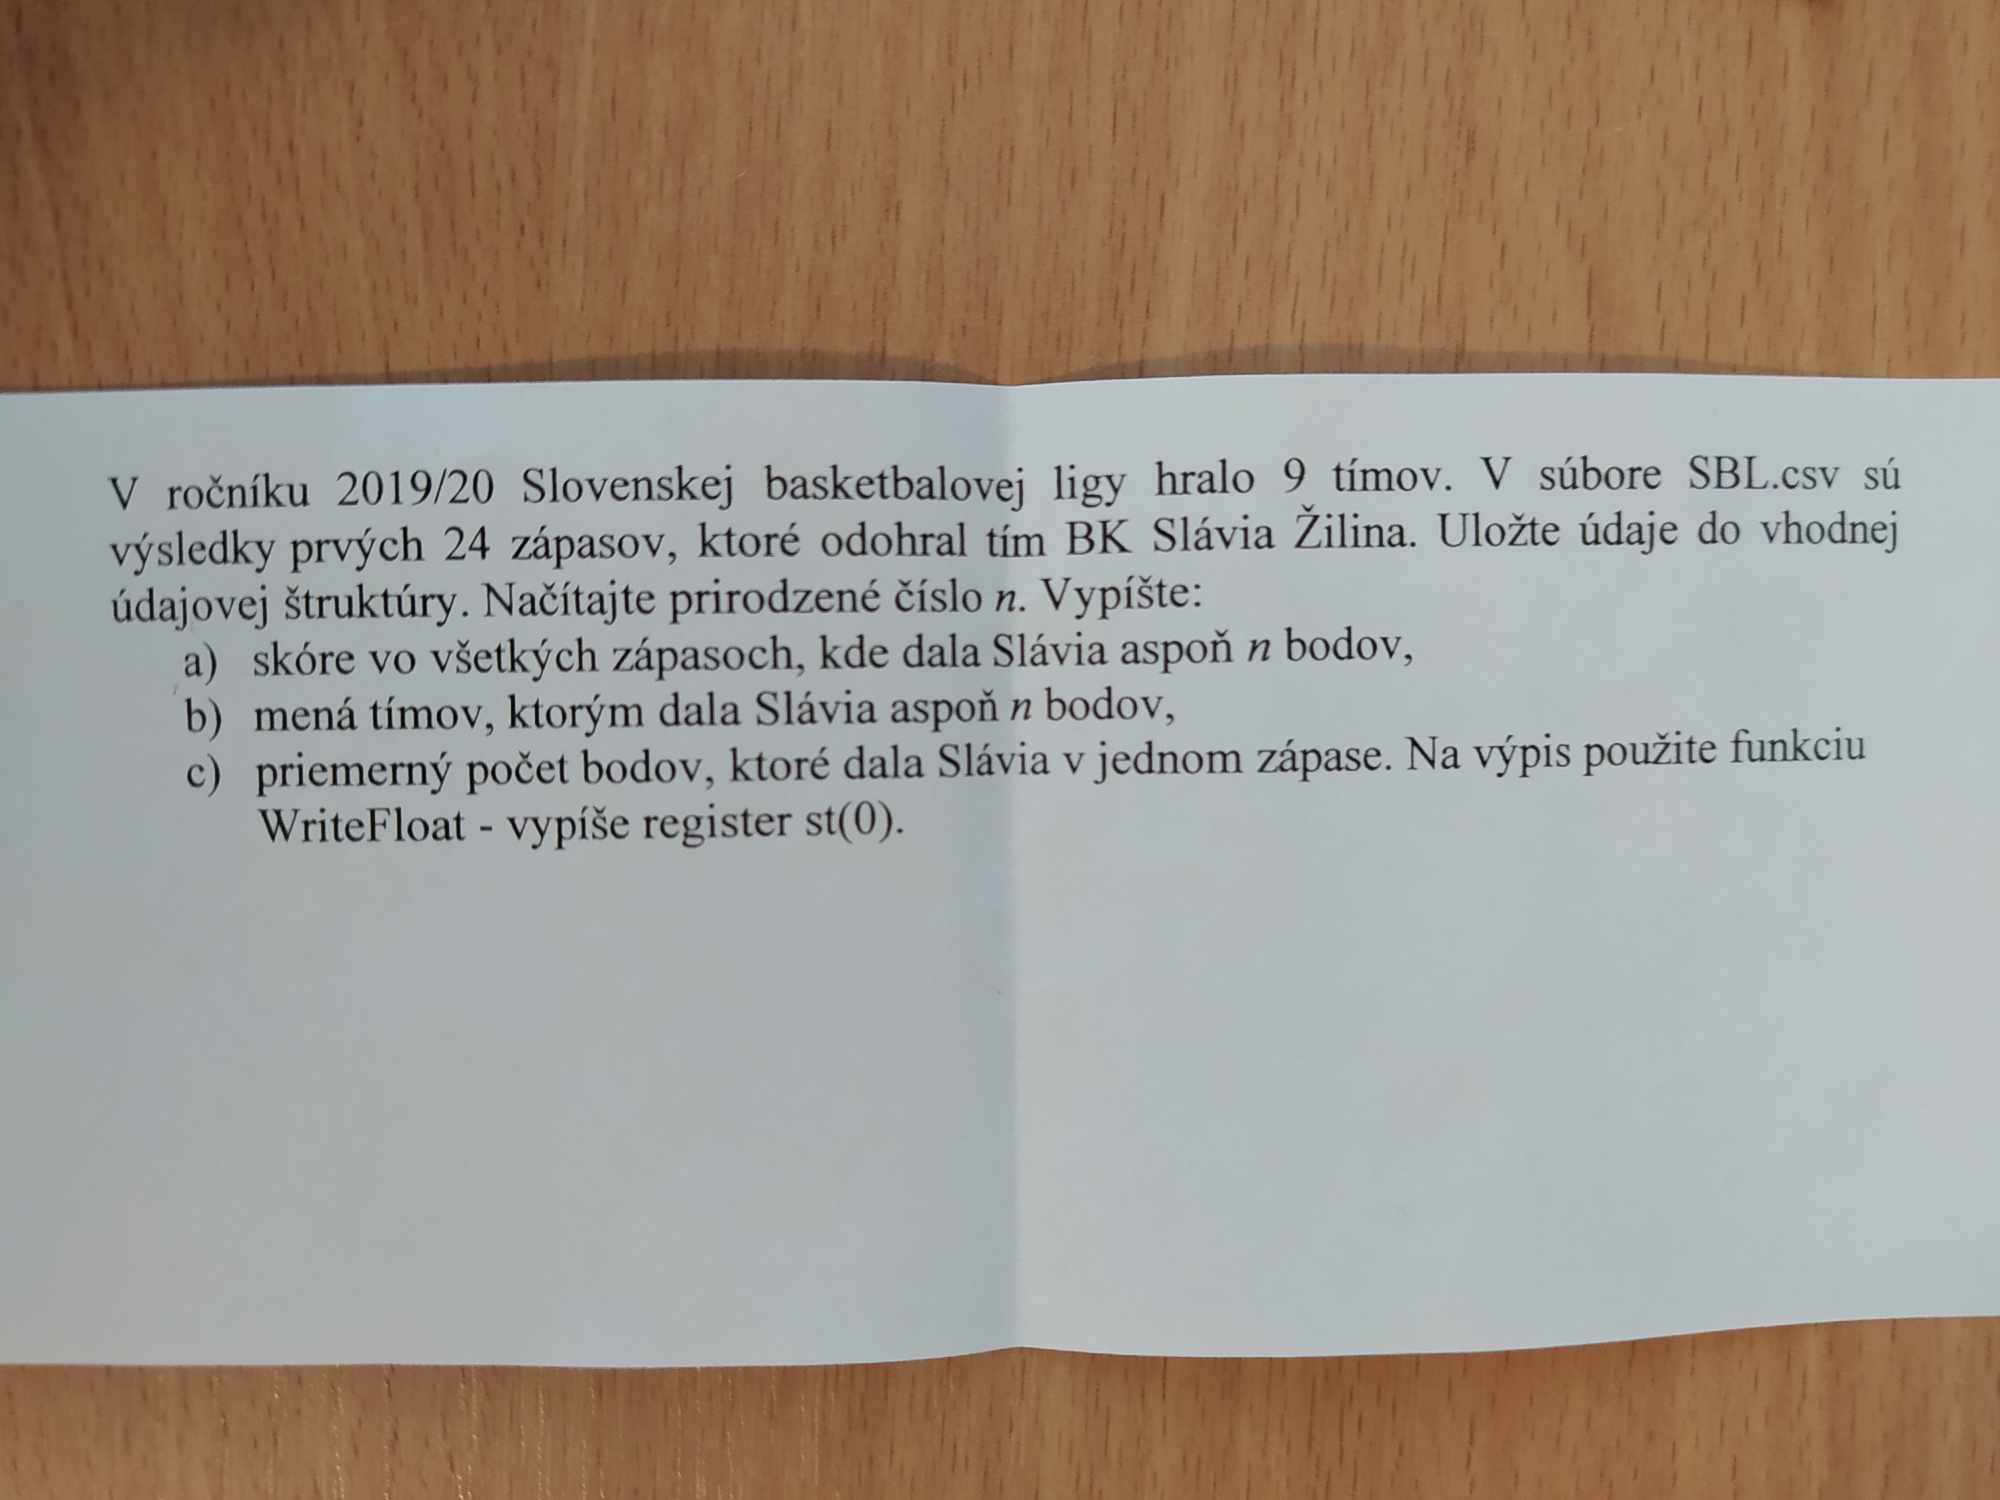 V ročníku 2019/20 Slovenskej basketbalovej ligy hralo 9 tímov. V súbore SBL.csv sú
výsledky prvých 24 zápasov, ktoré odohral tím BK Slávia Žilina. Uložte údaje do vhodnej
údajovej štruktúry. Načítajte prirodzené číslo n. Vypíšte:
a) skóre vo všetkých zápasoch, kde dala Slávia aspoň n bodov,
b) mená tímov, ktorým dala Slávia aspoň n bodov,
c) priemerný počet bodov, ktoré dala Slávia v jednom zápase. Na výpis použite funkciu
WriteFloat - vypíše register st(0).